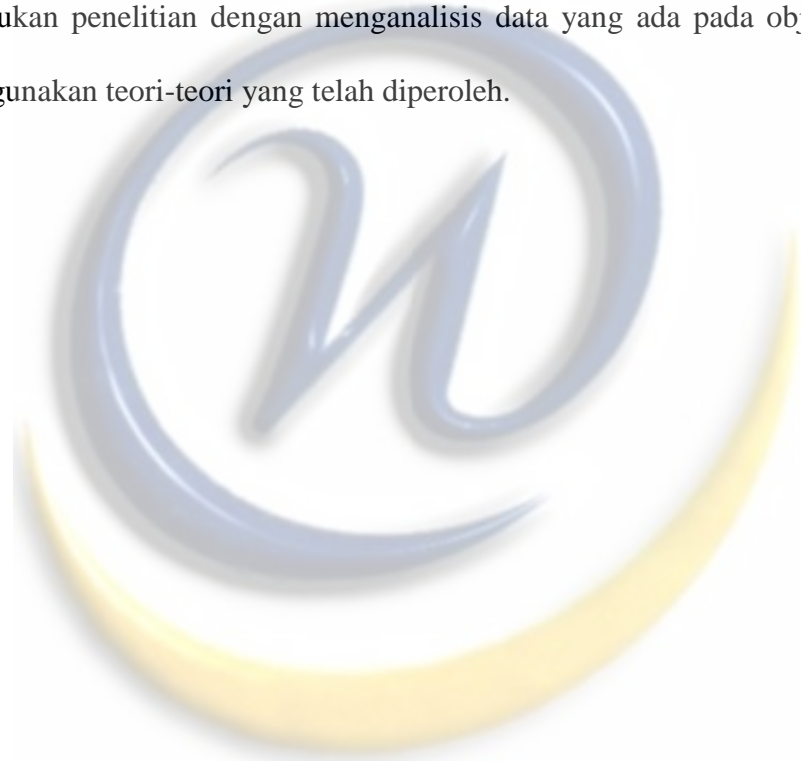 ukan penelitian dengan menganalisis data yang ada pada obj
gunakan teori-teori yang telah diperoleh.